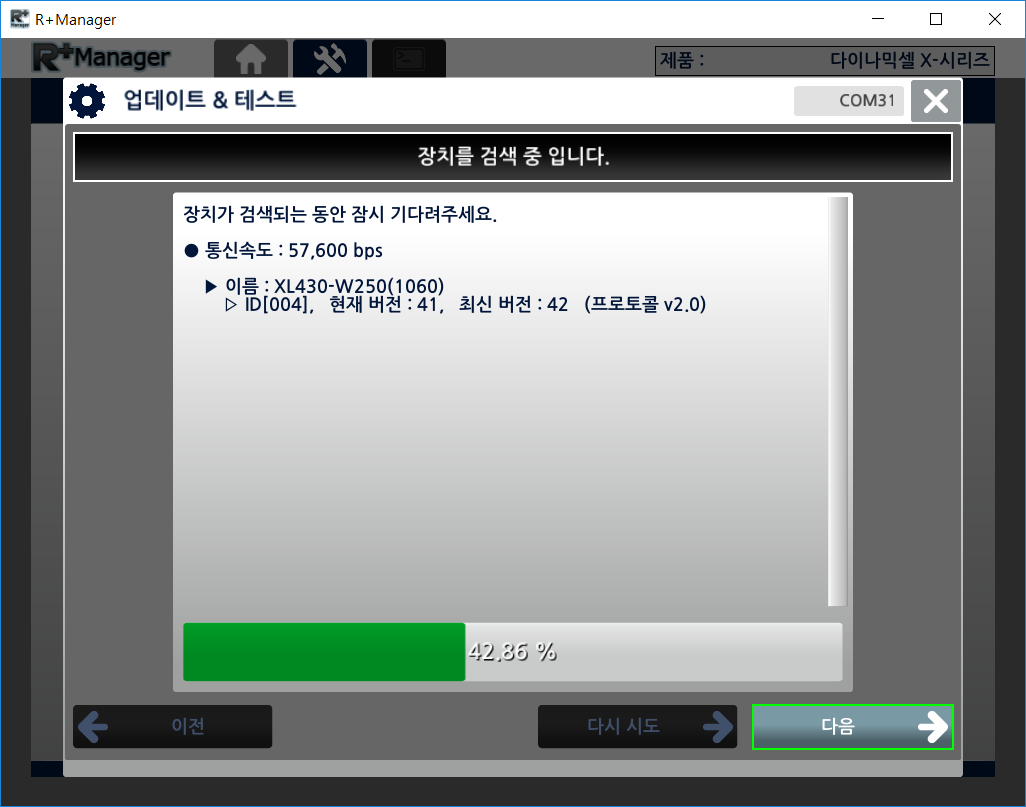 R+Manager
R+Manager
제품 : 다이나믹셀 X-시리즈
업데이트 & 테스트
COM31
장치를 검색 중 입니다.
장치가 검색되는 동안 잠시 기다려주세요.
● 통신속도 : 57,600 bps
▶ 이름 : XL430-W250(1060)
▷ ID[004], 현재 버전 : 41, 최신 버전 : 42 (프로토콜 v2.0)
42.86 %
이전
다시 시도
다음